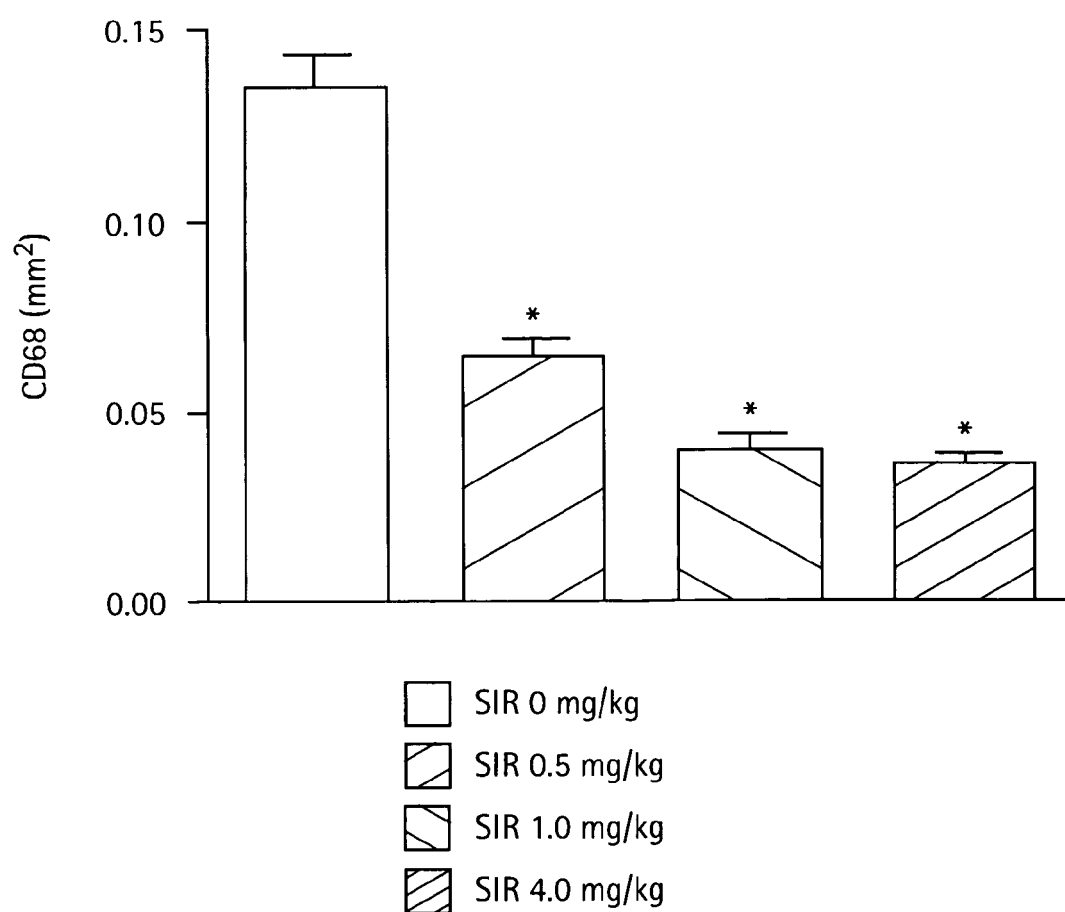 0.15
0.10
0.05
0.00
CD68 (mm²)
*
*
*
SIR 0 mg/kg
SIR 0.5 mg/kg
SIR 1.0 mg/kg
SIR 4.0 mg/kg